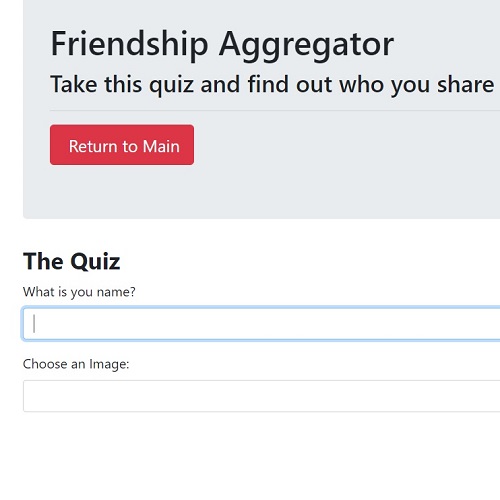 Friendship Aggregator
Take this quiz and find out who you share
Return to Main
The Quiz
What is you name?
Choose an Image: